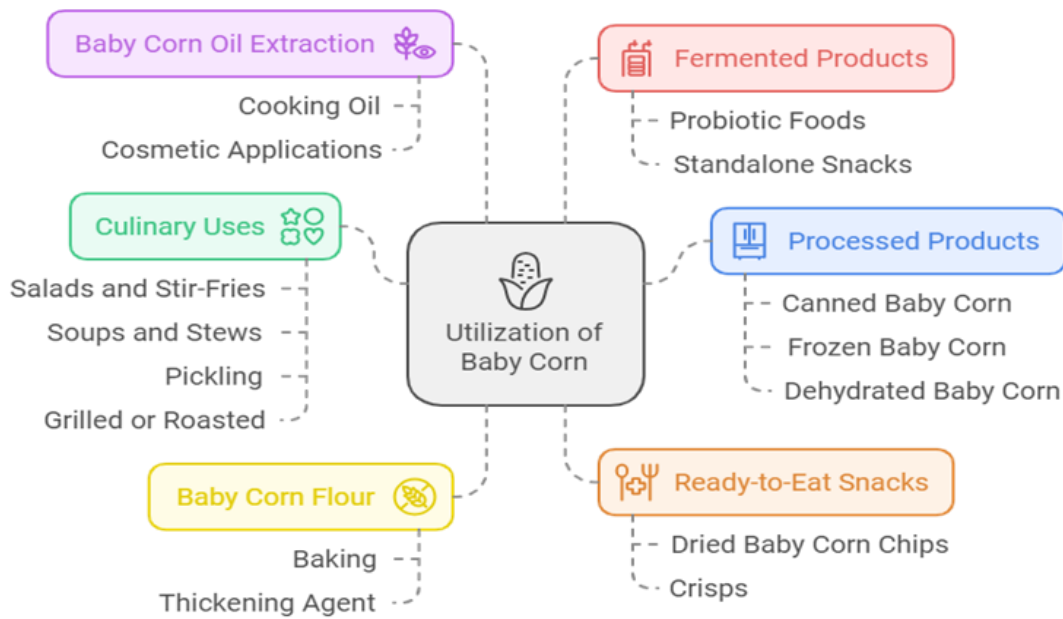 Baby Corn Oil Extraction
Cooking Oil
Cosmetic Applications
Culinary Uses
Salads and Stir-Fries
Soups and Stews
Pickling
Grilled or Roasted
Baby Corn Flour
Baking
Thickening Agent
Utilization of
Baby Corn
Fermented Products
Probiotic Foods
Standalone Snacks
Processed Products
Canned Baby Corn
Frozen Baby Corn
Dehydrated Baby Corn
Ready-to-Eat Snacks
Dried Baby Corn Chips
Crisps